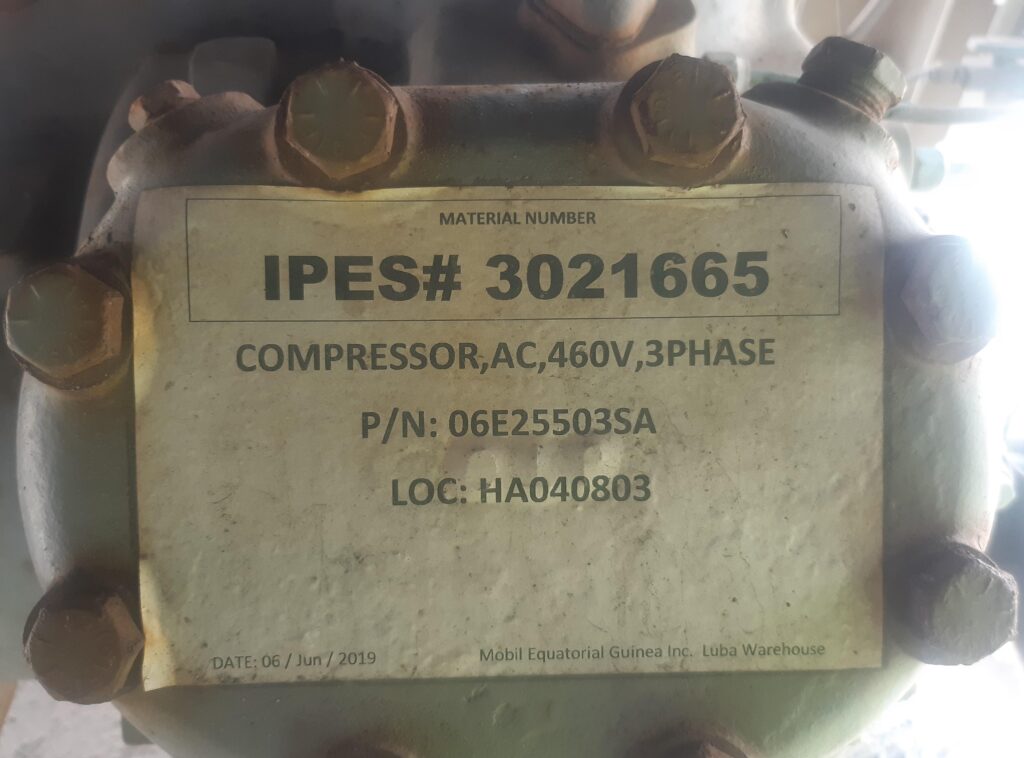 MATERIAL NUMBER
IPES# 3021665
COMPRESSOR,AC,460V,3PHASE
P/N: 06E25503SA
LOC: HA040803
DATE: 06 / Jun / 2019 Mobil Equatorial Guinea Inc. Luba Warehouse